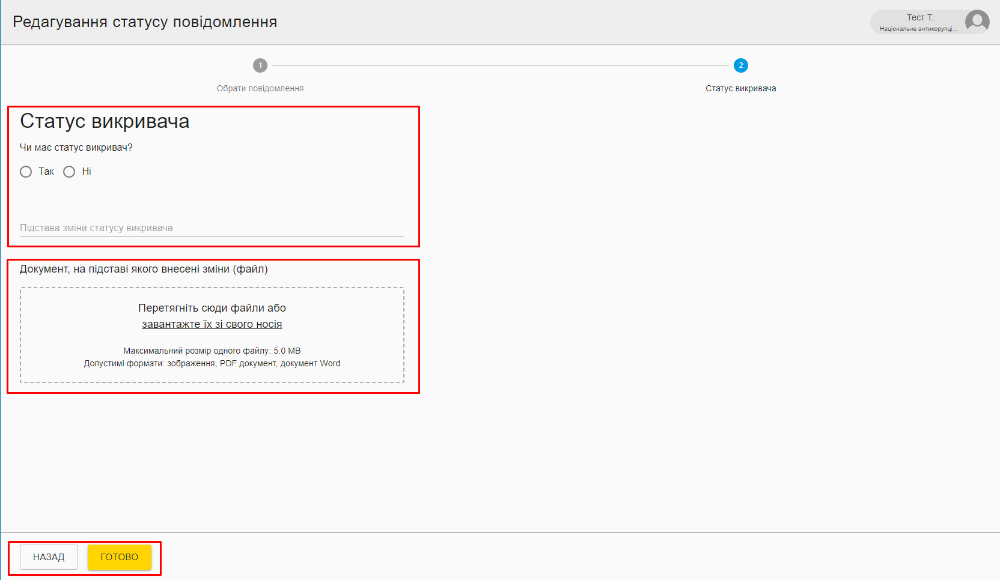 Редагування статусу повідомлення
Тест Т.
Національне антикорупці...
1
2
Обрати повідомлення
Статус викривача
Статус викривача
Чи має статус викривач?
Так
Ні
Підстава зміни статусу викривача
Документ, на підставі якого внесені зміни (файл)
Перетягніть сюди файли або
завантажте їх зі свого носія
Максимальний розмір одного файлу: 5.0 MB
Допустимі формати: зображення, PDF документ, документ Word
НАЗАД
ГОТОВО